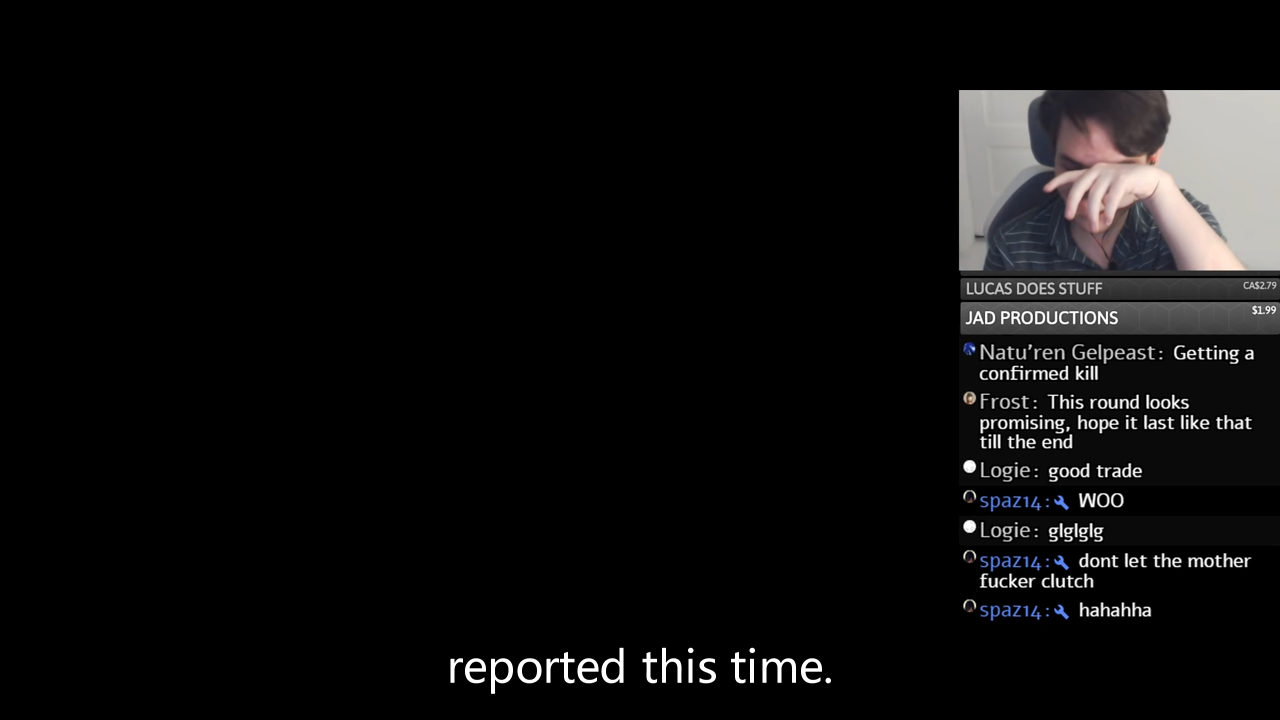 LUCAS DOES STUFF CA$2.79
JAD PRODUCTIONS $1.99
Natu'ren Gelpeast: Getting a
confirmed kill
Frost: This round looks
promising, hope it last like that
till the end
Logie: good trade
spaz14: WOO
Logie: glglglg
spaz14: dont let the mother
fucker clutch
spaz14: hahahha
reported this time.